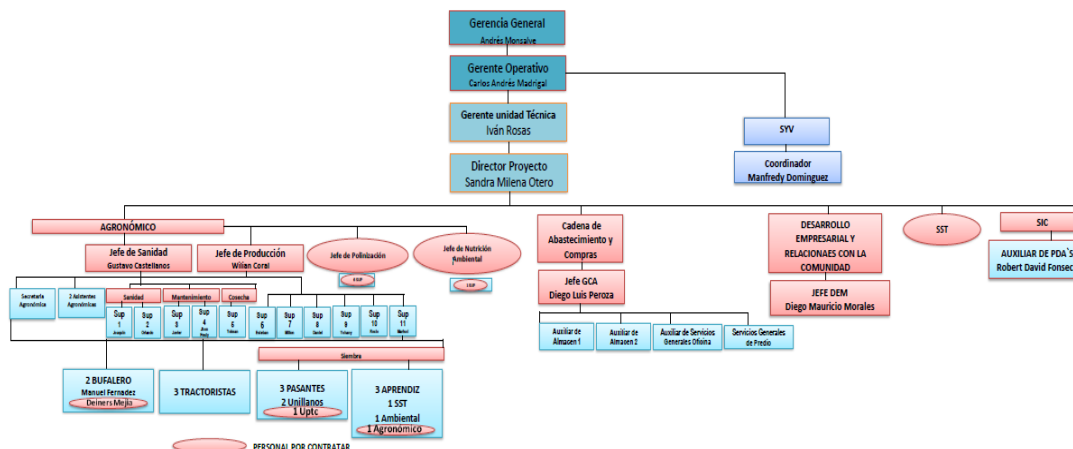 Gerencia General
Andrés Monsalve
Gerente Operativo
Carlos Andrés Madrigal
Gerente unidad Técnica
Iván Rosas
SYV
Director Proyecto
Sandra Milena Otero
Coordinador
Manfredy Dominguez
AGRONÓMICO
Jefe de Sanidad
Gustavo Castellanos
Jefe de Producción
Wilian Coral
Jefe de Polinización
Jefe de Nutrición
Ambiental
Cadena de
Abastecimiento y
Compras
DESARROLLO
EMPRESARIAL Y
RELACIONAES CON LA
COMUNIDAD
SST
SIC
AUXILIAR DE PDA`S
Robert David Fonsec
Jefe GCA
Diego Luis Peroza
JEFE DEM
Diego Mauricio Morales
Secretaria
Agronómica
2 Asistentes
Agronómicas
Sanidad
Mantenimiento
Cosecha
Sup
1
Sup
2
Sup
3
Sup
4
Sup
5
Sup
6
Sup
7
Sup
8
Sup
9
Sup
10
Sup
11
Auxiliar de
Almacen 1
Auxiliar de
Almacen 2
Auxiliar de Servicios
Generales Oficina
Servicios Generales
de Predio
Siembra
2 BUFALERO
Manuel Fernadez
Deiners Mejia
3 TRACTORISTAS
3 PASANTES
2 Unillanos
1 Uptc
3 APRENDIZ
1 SST
1 Ambiental
1 Agronómico
PERSONAL POR CONTRATAR